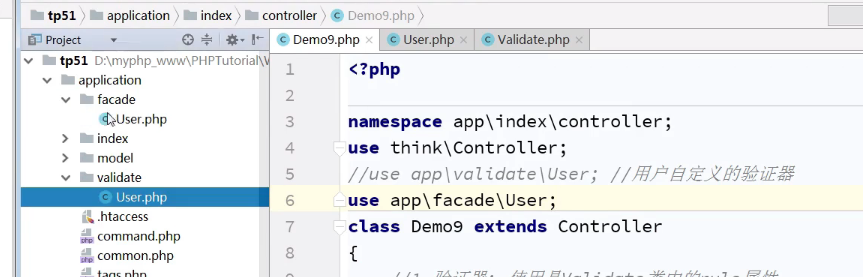 tp51 application index controller Demo9.php
Project
Demo9.php User.php Validate.php
tp51 D:\myphp_www\PHPTutorial\
application
facade
User.php
index
model
validate
User.php
.htaccess
command.php
common.php
tags.php
1 <?php
2
3 namespace app\index\controller;
4 use think\Controller;
5 //use app\validate\User; //用户自定义的验证器
6 use app\facade\User;
7 class Demo9 extends Controller
8 {